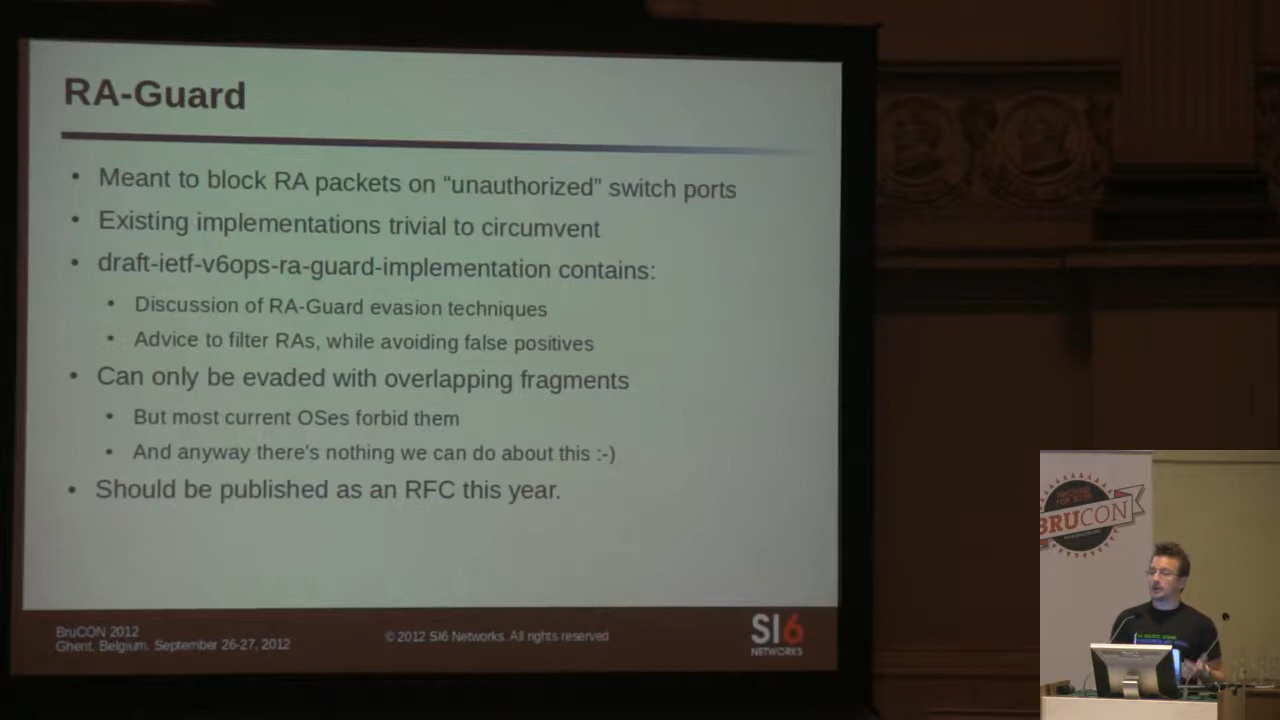 RA-Guard
• Meant to block RA packets on “unauthorized” switch ports
• Existing implementations trivial to circumvent
• draft-ietf-v6ops-ra-guard-implementation contains:
• Discussion of RA-Guard evasion techniques
• Advice to filter RAs, while avoiding false positives
• Can only be evaded with overlapping fragments
• But most current OSes forbid them
• And anyway there's nothing we can do about this :-)
• Should be published as an RFC this year.
BruCON 2012
Ghent, Belgium. September 26-27, 2012
© 2012 SI6 Networks. All rights reserved
SI6
NETWORKS
BRUCON